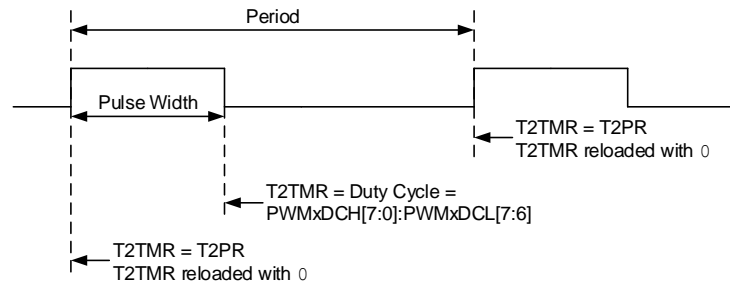 Period
Pulse Width
T2TMR = T2PR
T2TMR reloaded with 0
T2TMR = Duty Cycle =
PWMxDCH[7:0]:PWMxDCL[7:6]
T2TMR = T2PR
T2TMR reloaded with 0